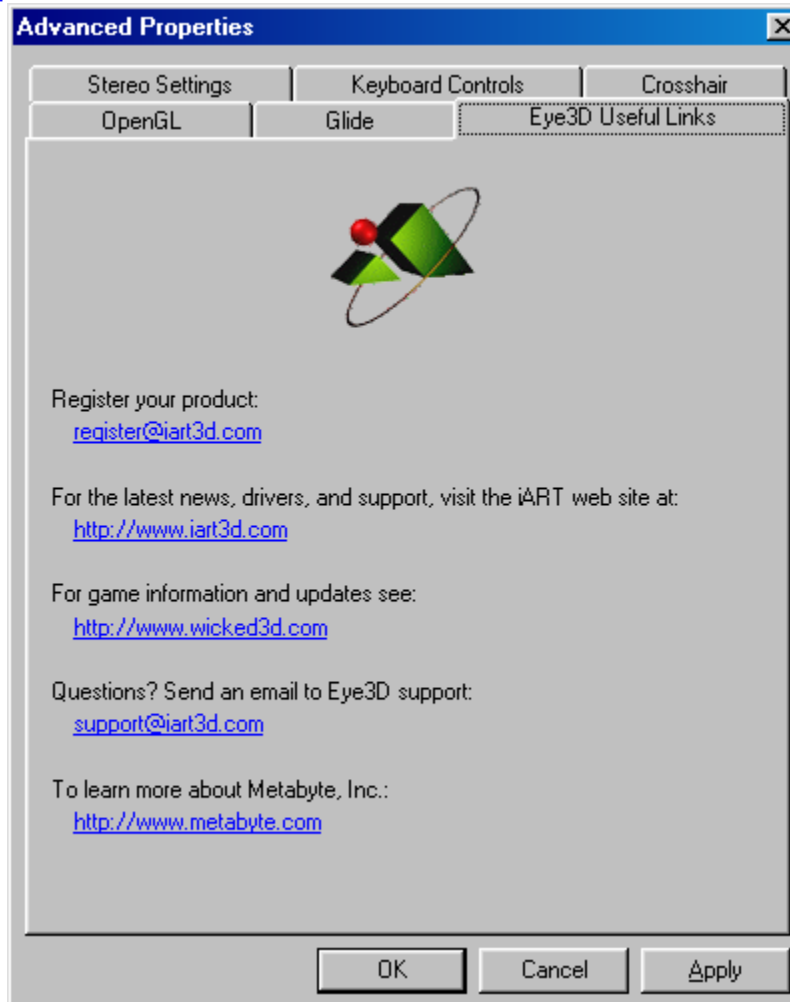 Advanced Properties
Stereo Settings Keyboard Controls Crosshair
OpenGL Glide Eye3D Useful Links
Register your product:
register@iart3d.com
For the latest news, drivers, and support, visit the iART web site at:
http://www.iart3d.com
For game information and updates see:
http://www.wicked3d.com
Questions? Send an email to Eye3D support:
support@iart3d.com
To learn more about Metabyte, Inc.:
http://www.metabyte.com
OK Cancel Apply